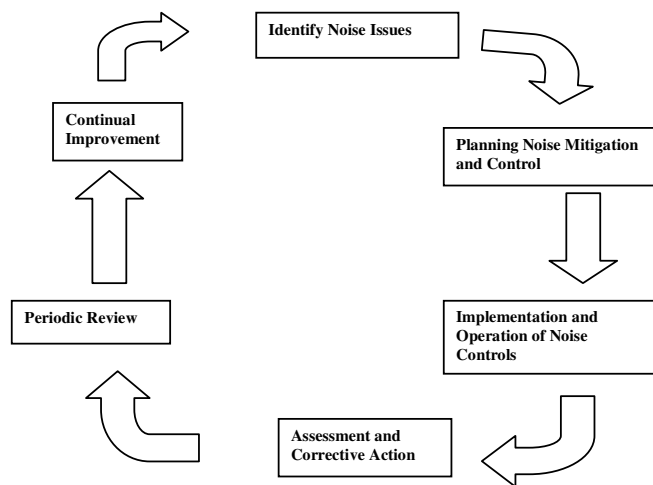 Identify Noise Issues
Planning Noise Mitigation
and Control
Implementation and
Operation of Noise
Controls
Assessment and
Corrective Action
Periodic Review
Continual
Improvement